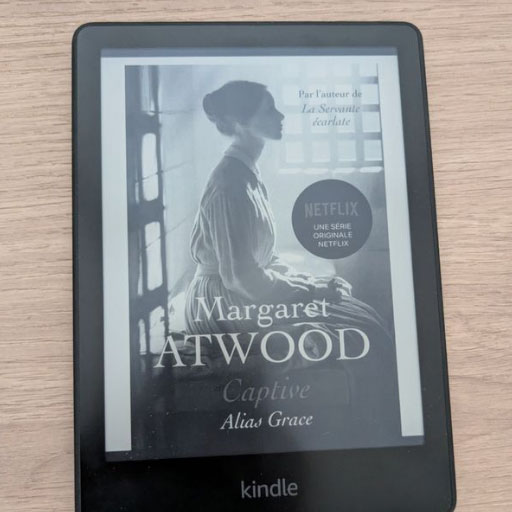 Par l'auteur de
La Servante
écarlate
NETFLIX
UNE SÉRIE
ORIGINALE
NETFLIX
Margaret
ATWOOD
Captive
Alias Grace
kindle